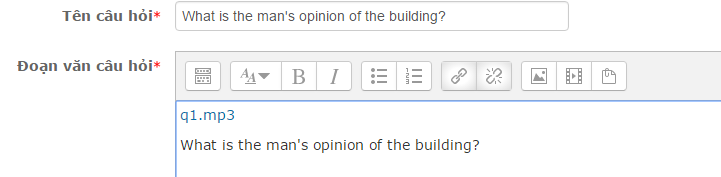 Tên câu hỏi* What is the man's opinion of the building?
Đoạn văn câu hỏi*
q1.mp3
What is the man's opinion of the building?